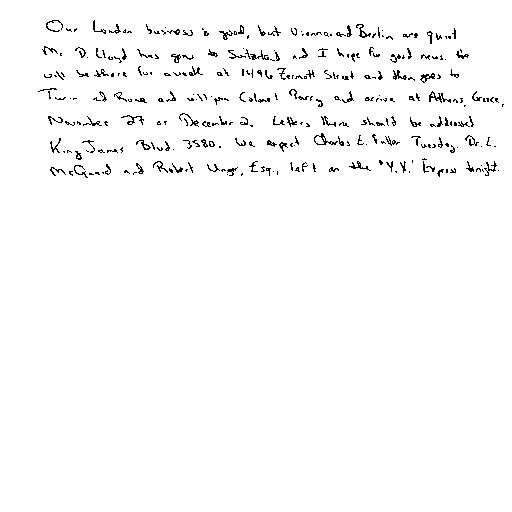 Our London business is good, but Vienna and Berlin are quiet
Mr. D. Lloyd has gone to Switzerland and I hope for good news. He
will be there for a week at 1496 Zermott Street and then goes to
Turin and Rome and will join Colonel Parry and arrive at Athens, Greece,
November 27 or December 2. Letters there should be addressed
King James Blvd. 3580. We expect Charles E. Fuller Tuesday. Dr. L.
McQuaid and Robert Unger, Esq., left on the "Y.X." Express tonight.